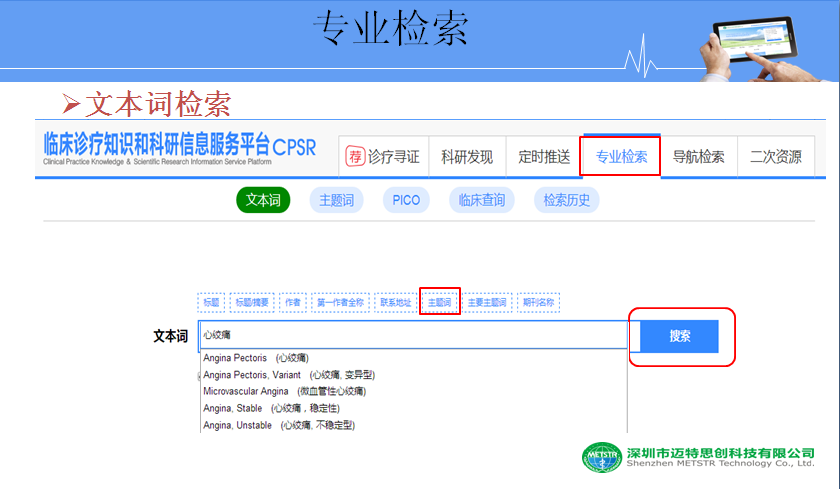 专业检索
➢文本词检索
临床诊疗知识和科研信息服务平台 CPSR
Clinical Practice Knowledge & Scientific Research Information Service Platform
荐 诊疗寻证 科研发现 定时推送 专业检索 导航检索 二次资源
文本词 主题词 PICO 临床查询 检索历史
标题 标题/摘要 作者 第一作者全称 联系地址 主题词 主要主题词 期刊名称
文本词 心绞痛 搜索
Angina Pectoris (心绞痛)
Angina Pectoris, Variant (心绞痛, 变异型)
Microvascular Angina (微血管性心绞痛)
Angina, Stable (心绞痛，稳定性)
Angina, Unstable (心绞痛, 不稳定型)
METSTR 深圳市迈特思创科技有限公司
Shenzhen METSTR Technology Co., Ltd.